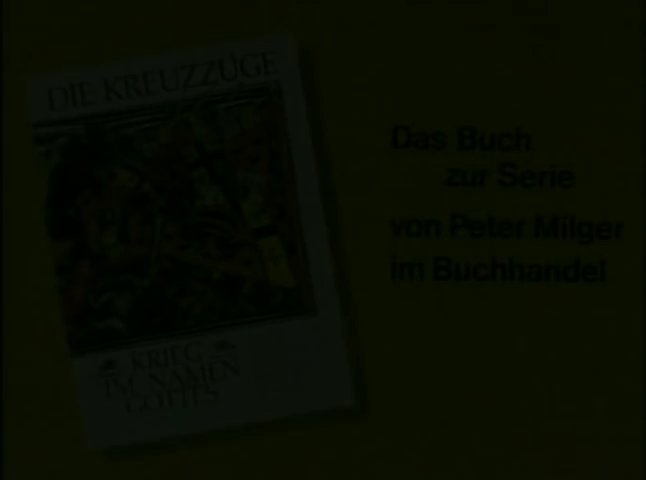 DIE KREUZZÜGE
KRIEG
IM NAMEN
GOTTES
Das Buch
zur Serie
von Peter Milger
im Buchhandel